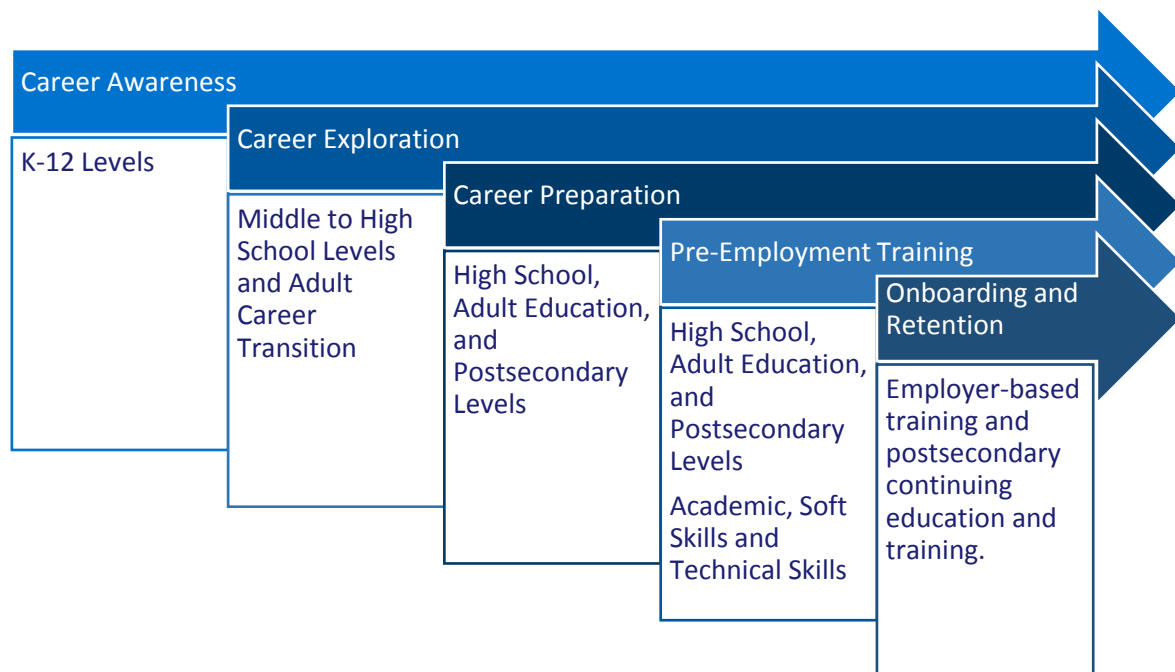 Career Awareness
K-12 Levels
Career Exploration
Middle to High
School Levels
and Adult
Career
Transition
Career Preparation
High School,
Adult Education,
and
Postsecondary
Levels
Pre-Employment Training
High School,
Adult Education,
and
Postsecondary
Levels
Academic, Soft
Skills and
Technical Skills
Onboarding and
Retention
Employer-based
training and
postsecondary
continuing
education and
training.